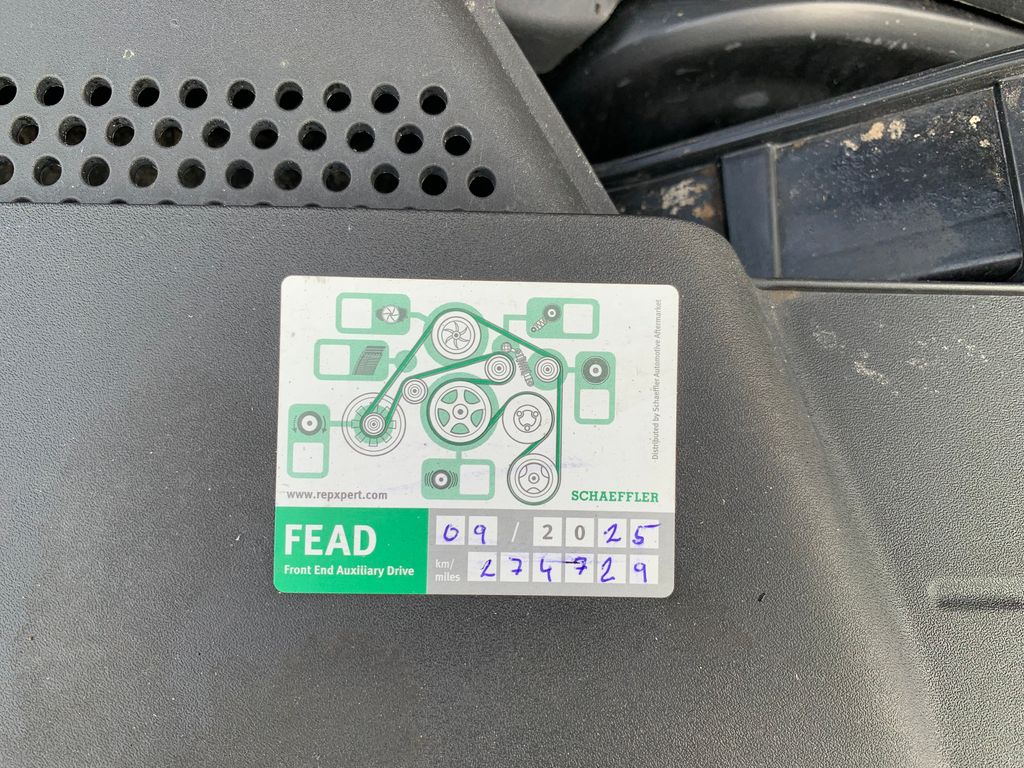 Distributed by Schaeffler Automotive Aftermarket
www.repxpert.com
SCHAEFFLER
FEAD
Front End Auxiliary Drive
09 / 2025
km/
miles
274729